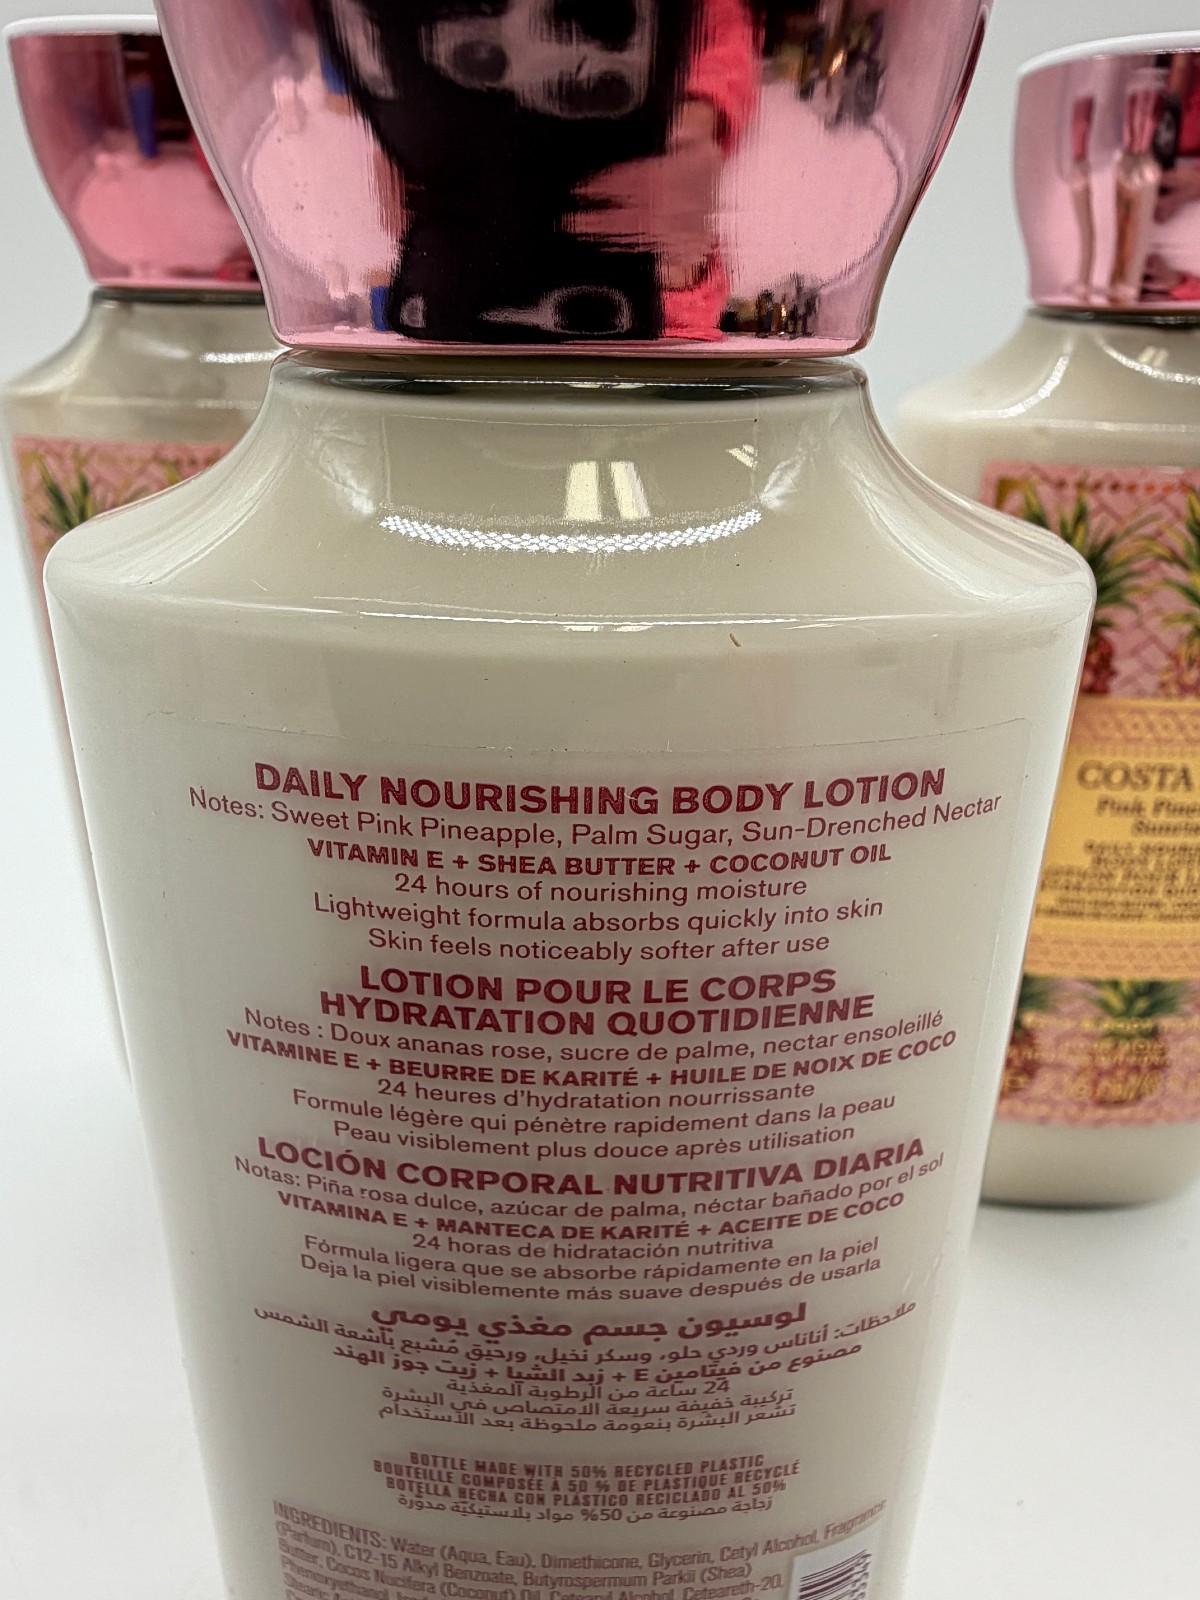 DAILY NOURISHING BODY LOTION
Notes: Sweet Pink Pineapple, Palm Sugar, Sun-Drenched Nectar
VITAMIN E + SHEA BUTTER + COCONUT OIL
24 hours of nourishing moisture
Lightweight formula absorbs quickly into skin
Skin feels noticeably softer after use
LOTION POUR LE CORPS
HYDRATATION QUOTIDIENNE
Notes : Doux ananas rose, sucre de palme, nectar ensoleillé
VITAMINE E + BEURRE DE KARITÉ + HUILE DE NOIX DE COCO
24 heures d'hydratation nourrissante
Formule légère qui pénètre rapidement dans la peau
Peau visiblement plus douce après utilisation
LOCIÓN CORPORAL NUTRITIVA DIARIA
Notas: Piña rosa dulce, azúcar de palma, néctar bañado por el sol
VITAMINA E + MANTECA DE KARITÉ + ACEITE DE COCO
24 horas de hidratación nutritiva
Fórmula ligera que se absorbe rápidamente en la piel
Deja la piel visiblemente más suave después de usarla
لوسيون جسم مغذي يومي
ملاحظات: أناناس وردي حلو، وسكر نخيل، ورحيق مُشبع بأشعة الشمس
مصنوع من فيتامين E + زبد الشيا + زيت جوز الهند
24 ساعة من الرطوبة المغذية
تركيبة خفيفة سريعة الامتصاص في البشرة
تشعر البشرة بنعومة ملحوظة بعد الاستخدام
BOTTLE MADE WITH 50% RECYCLED PLASTIC
BOUTEILLE COMPOSÉE À 50 % DE PLASTIQUE RECYCLÉ
BOTELLA HECHA CON PLÁSTICO RECICLADO AL 50%
زجاجة مصنوعة من 50% مواد بلاستيكية مدوّرة
INGREDIENTS: Water (Aqua, Eau), Dimethicone, Glycerin, Cetyl Alcohol, Fragrance
(Parfum), C12-15 Alkyl Benzoate, Butyrospermum Parkii (Shea)
Butter, Cocos Nucifera (Coconut) Oil, Cetearyl Alcohol, Ceteareth-20,
Phenoxyethanol,
COSTA
Pink